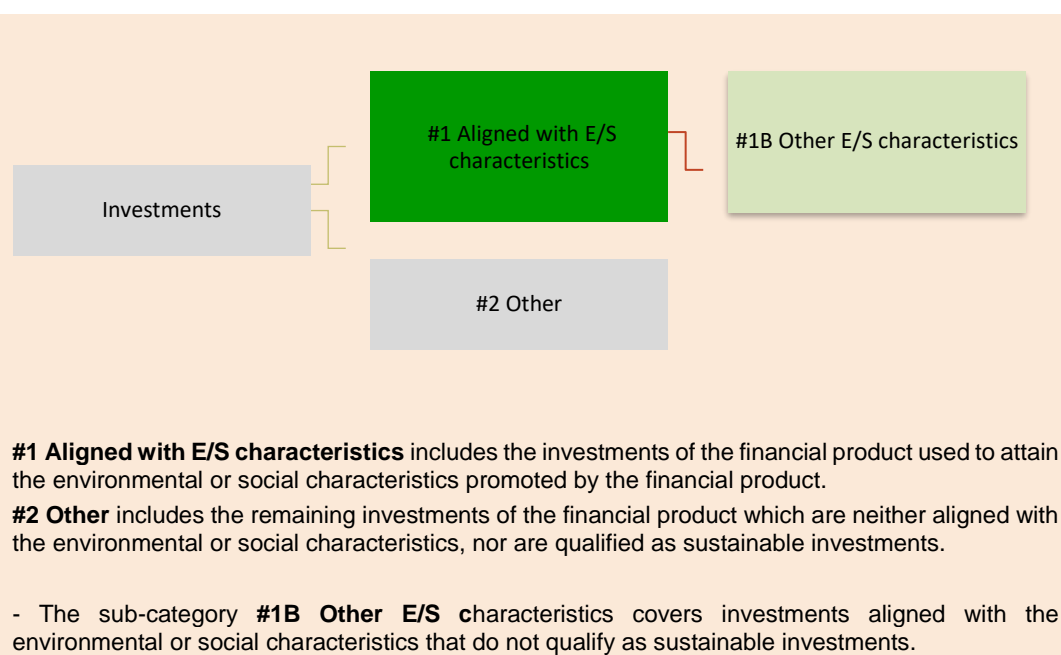 #1 Aligned with E/S
characteristics
#1B Other E/S characteristics
Investments
#2 Other
#1 Aligned with E/S characteristics includes the investments of the financial product used to attain
the environmental or social characteristics promoted by the financial product.
#2 Other includes the remaining investments of the financial product which are neither aligned with
the environmental or social characteristics, nor are qualified as sustainable investments.
- The sub-category #1B Other E/S characteristics covers investments aligned with the
environmental or social characteristics that do not qualify as sustainable investments.